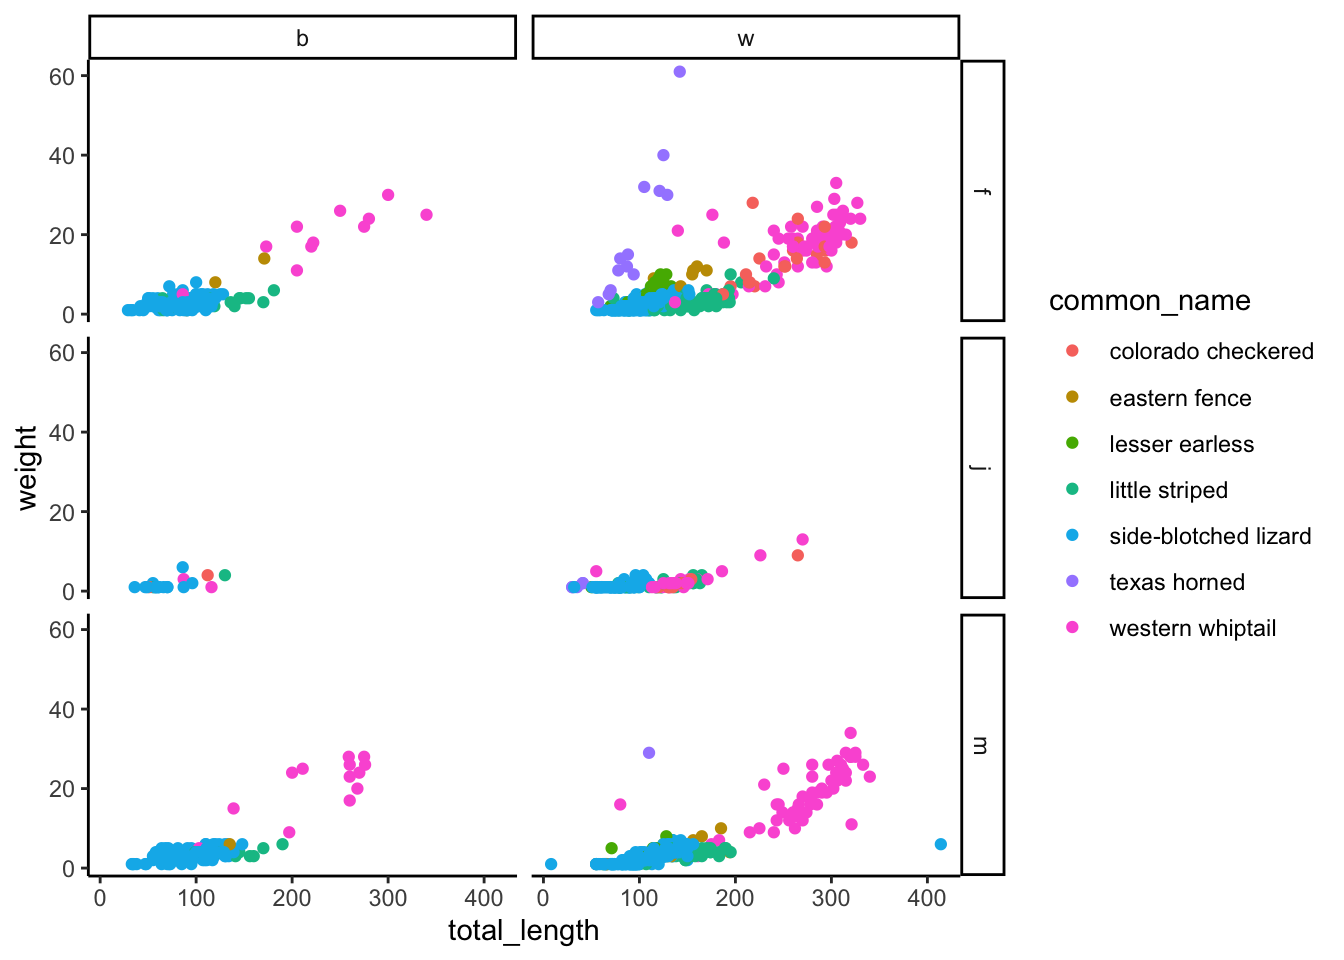 b
w
60
40
20
0
f
60
40
20
0
j
60
40
20
0
m
0 100 200 300 400
0 100 200 300 400
total_length
weight
common_name
colorado checkered
eastern fence
lesser earless
little striped
side-blotched lizard
texas horned
western whiptail